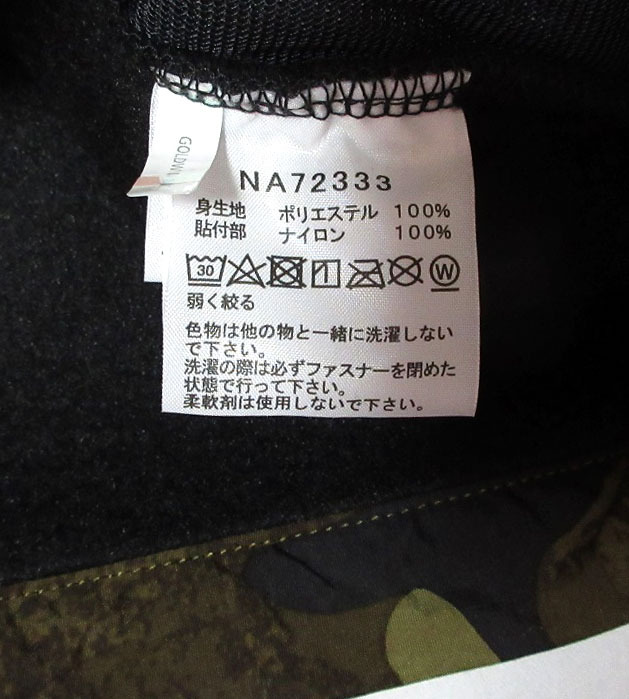 GOLDWI
NA72333
身生地 ポリエステル 100%
貼付部 ナイロン 100%
30 W
弱く絞る
色物は他の物と一緒に洗濯しない
で下さい。
洗濯の際は必ずファスナーを閉めた
状態で行って下さい。
柔軟剤は使用しないで下さい。